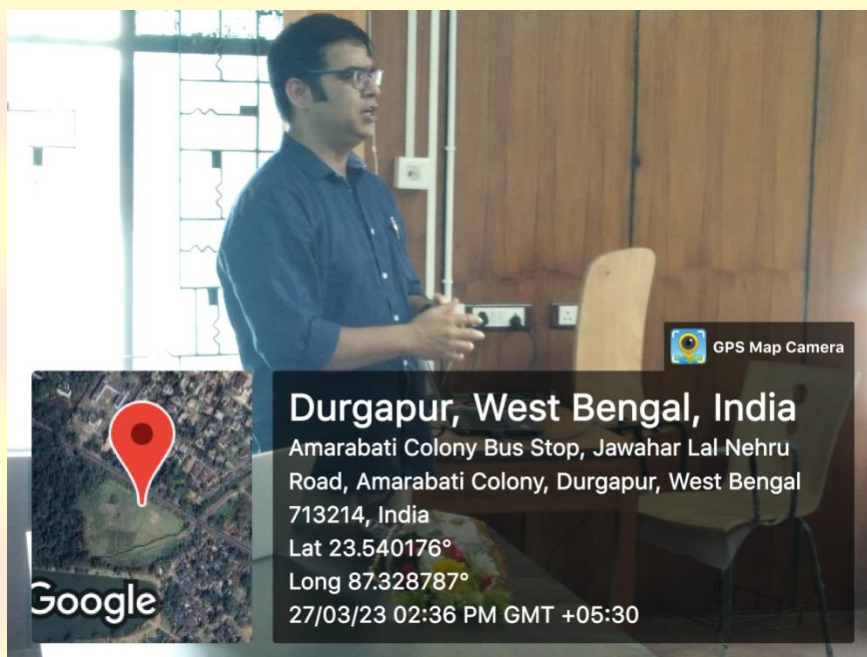 GPS Map Camera
Durgapur, West Bengal, India
Amarabati Colony Bus Stop, Jawahar Lal Nehru
Road, Amarabati Colony, Durgapur, West Bengal
713214, India
Lat 23.540176°
Long 87.328787°
27/03/23 02:36 PM GMT +05:30
Google